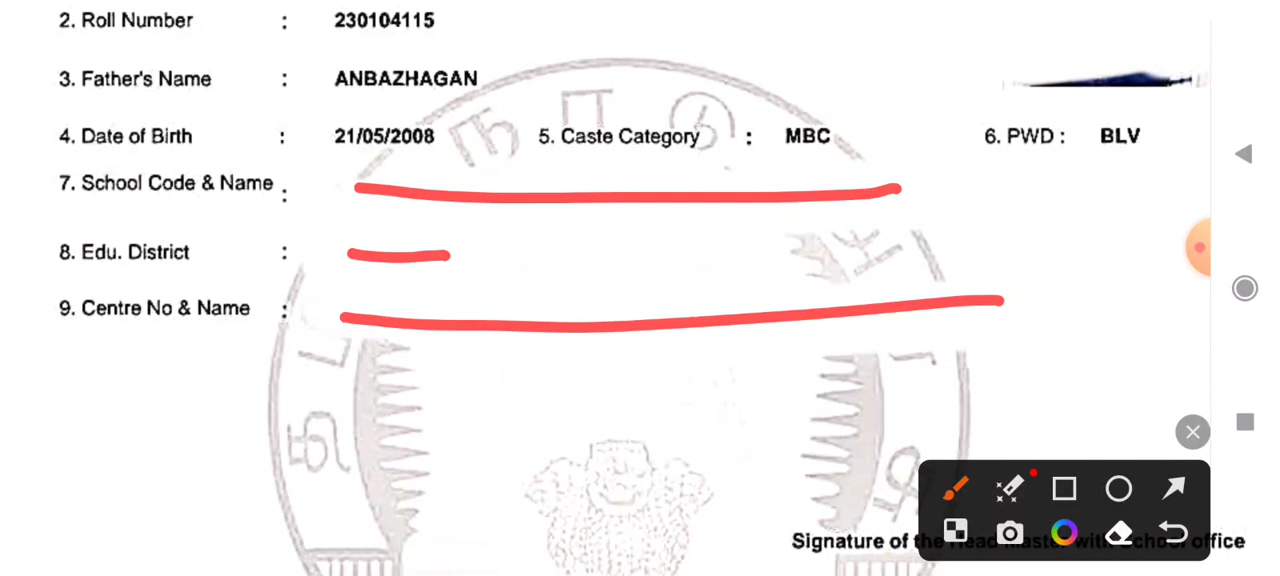 2. Roll Number : 230104115
3. Father's Name : ANBAZHAGAN
4. Date of Birth : 21/05/2008 5. Caste Category : MBC 6. PWD : BLV
7. School Code & Name :
8. Edu. District :
9. Centre No & Name :
Signature of the Head Master with School office